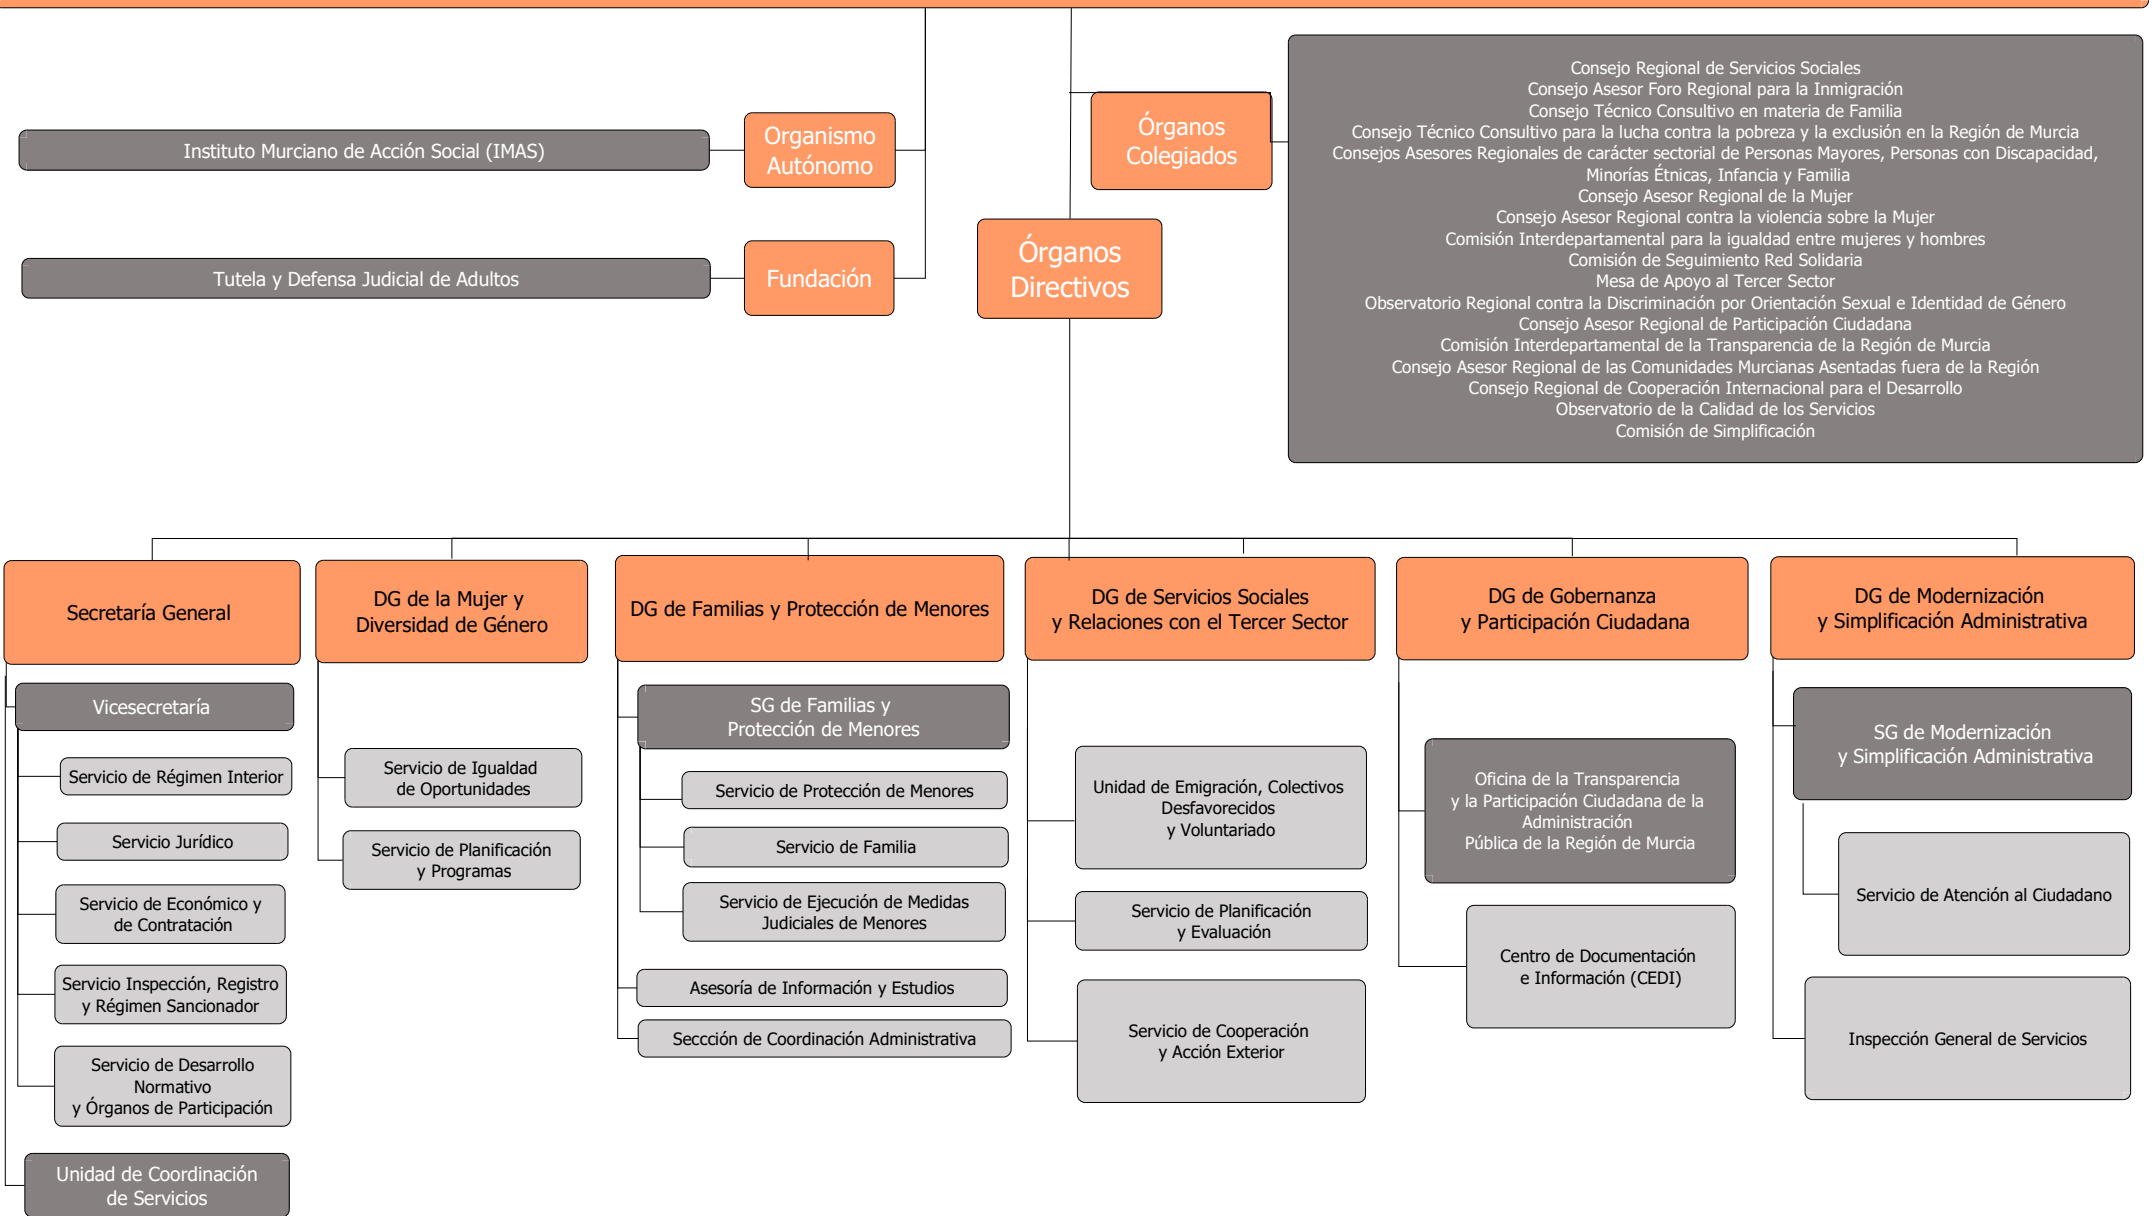 Organismo
Autónomo
Instituto Murciano de Acción Social (IMAS)
Fundación
Tutela y Defensa Judicial de Adultos
Órganos
Colegiados
Consejo Regional de Servicios Sociales
Consejo Asesor Foro Regional para la Inmigración
Consejo Técnico Consultivo en materia de Familia
Consejo Técnico Consultivo para la lucha contra la pobreza y la exclusión en la Región de Murcia
Consejos Asesores Regionales de carácter sectorial de Personas Mayores, Personas con Discapacidad,
Minorías Étnicas, Infancia y Familia
Consejo Asesor Regional de la Mujer
Consejo Asesor Regional contra la violencia sobre la Mujer
Comisión Interdepartamental para la igualdad entre mujeres y hombres
Comisión de Seguimiento Red Solidaria
Mesa de Apoyo al Tercer Sector
Observatorio Regional contra la Discriminación por Orientación Sexual e Identidad de Género
Consejo Asesor Regional de Participación Ciudadana
Comisión Interdepartamental de la Transparencia de la Región de Murcia
Consejo Asesor Regional de las Comunidades Murcianas Asentadas fuera de la Región
Consejo Regional de Cooperación Internacional para el Desarrollo
Observatorio de la Calidad de los Servicios
Comisión de Simplificación
Órganos
Directivos
Secretaría General
Vicesecretaría
Servicio de Régimen Interior
Servicio Jurídico
Servicio de Económico y
de Contratación
Servicio Inspección, Registro
y Régimen Sancionador
Servicio de Desarrollo
Normativo
y Órganos de Participación
Unidad de Coordinación
de Servicios
DG de la Mujer y
Diversidad de Género
Servicio de Igualdad
de Oportunidades
Servicio de Planificación
y Programas
DG de Familias y Protección de Menores
SG de Familias y
Protección de Menores
Servicio de Protección de Menores
Servicio de Familia
Servicio de Ejecución de Medidas
Judiciales de Menores
Asesoría de Información y Estudios
Seccción de Coordinación Administrativa
DG de Servicios Sociales
y Relaciones con el Tercer Sector
Unidad de Emigración, Colectivos
Desfavorecidos
y Voluntariado
Servicio de Planificación
y Evaluación
Servicio de Cooperación
y Acción Exterior
DG de Gobernanza
y Participación Ciudadana
Oficina de la Transparencia
y la Participación Ciudadana de la
Administración
Pública de la Región de Murcia
Centro de Documentación
e Información (CEDI)
DG de Modernización
y Simplificación Administrativa
SG de Modernización
y Simplificación Administrativa
Servicio de Atención al Ciudadano
Inspección General de Servicios